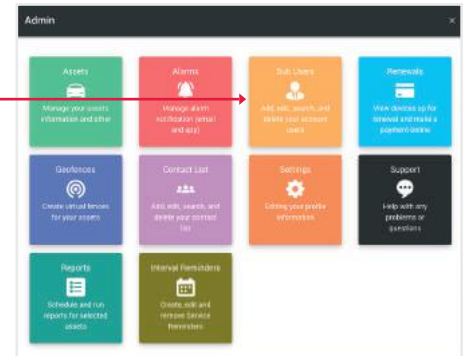 Admin
×
Assets
Manage your assets
information and other
Alarms
Manage alarm
notification (email
and app)
Sub Users
Add, edit, search, and
delete your account
users
Renewals
View devices up for
renewal and make a
payment online
Geofences
Create virtual fences
for your assets
Contact List
Add, edit, search, and
delete your contact
list
Settings
Editing your profile
information
Support
Help with any
problems or
questions
Reports
Schedule and run
reports for selected
assets
Interval Reminders
Create, edit and
remove Service
Reminders